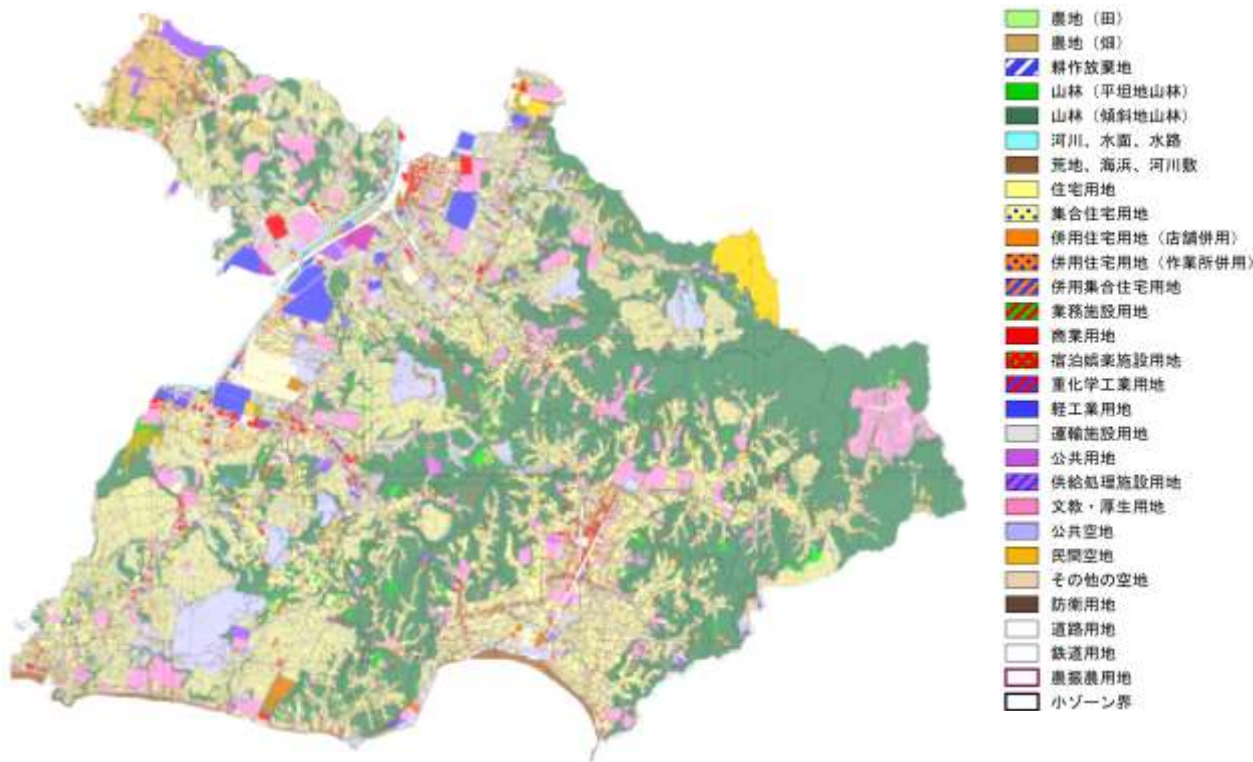 農地（田）
農地（畑）
耕作放棄地
山林（平坦地山林）
山林（傾斜地山林）
河川、水面、水路
荒地、海浜、河川敷
住宅用地
集合住宅用地
併用住宅用地（店舗併用）
併用住宅用地（作業所併用）
併用集合住宅用地
業務施設用地
商業用地
宿泊娯楽施設用地
重化学工業用地
軽工業用地
運輸施設用地
公共用地
供給処理施設用地
文教・厚生用地
公共空地
民間空地
その他の空地
防衛用地
道路用地
鉄道用地
農振農用地
小ゾーン界